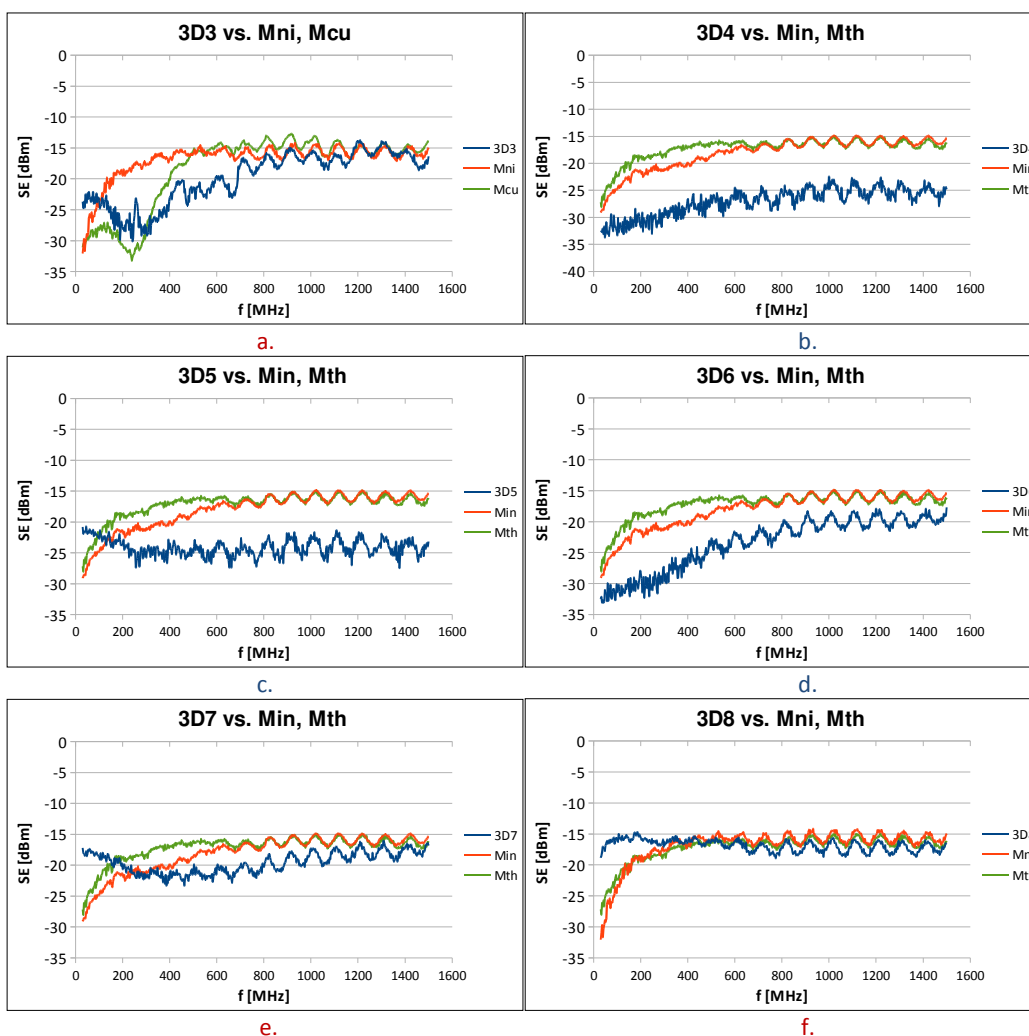 3D3 vs. Mni, Mcu
0
-5
-10
-15
-20
-25
-30
-35
SE [dBm]
0 200 400 600 800 1000 1200 1400 1600
f [MHz]
3D3
Mni
Mcu
a.
3D4 vs. Min, Mth
0
-5
-10
-15
-20
-25
-30
-35
-40
SE [dBm]
0 200 400 600 800 1000 1200 1400 1600
f [MHz]
b.
3D5 vs. Min, Mth
0
-5
-10
-15
-20
-25
-30
-35
SE [dBm]
0 200 400 600 800 1000 1200 1400 1600
f [MHz]
3D5
Min
Mth
c.
3D6 vs. Min, Mth
0
-5
-10
-15
-20
-25
-30
-35
SE [dBm]
0 200 400 600 800 1000 1200 1400 1600
f [MHz]
d.
3D7 vs. Min, Mth
0
-5
-10
-15
-20
-25
-30
-35
SE [dBm]
0 200 400 600 800 1000 1200 1400 1600
f [MHz]
3D7
Min
Mth
e.
3D8 vs. Mni, Mth
0
-5
-10
-15
-20
-25
-30
-35
SE [dBm]
0 200 400 600 800 1000 1200 1400 1600
f [MHz]
f.